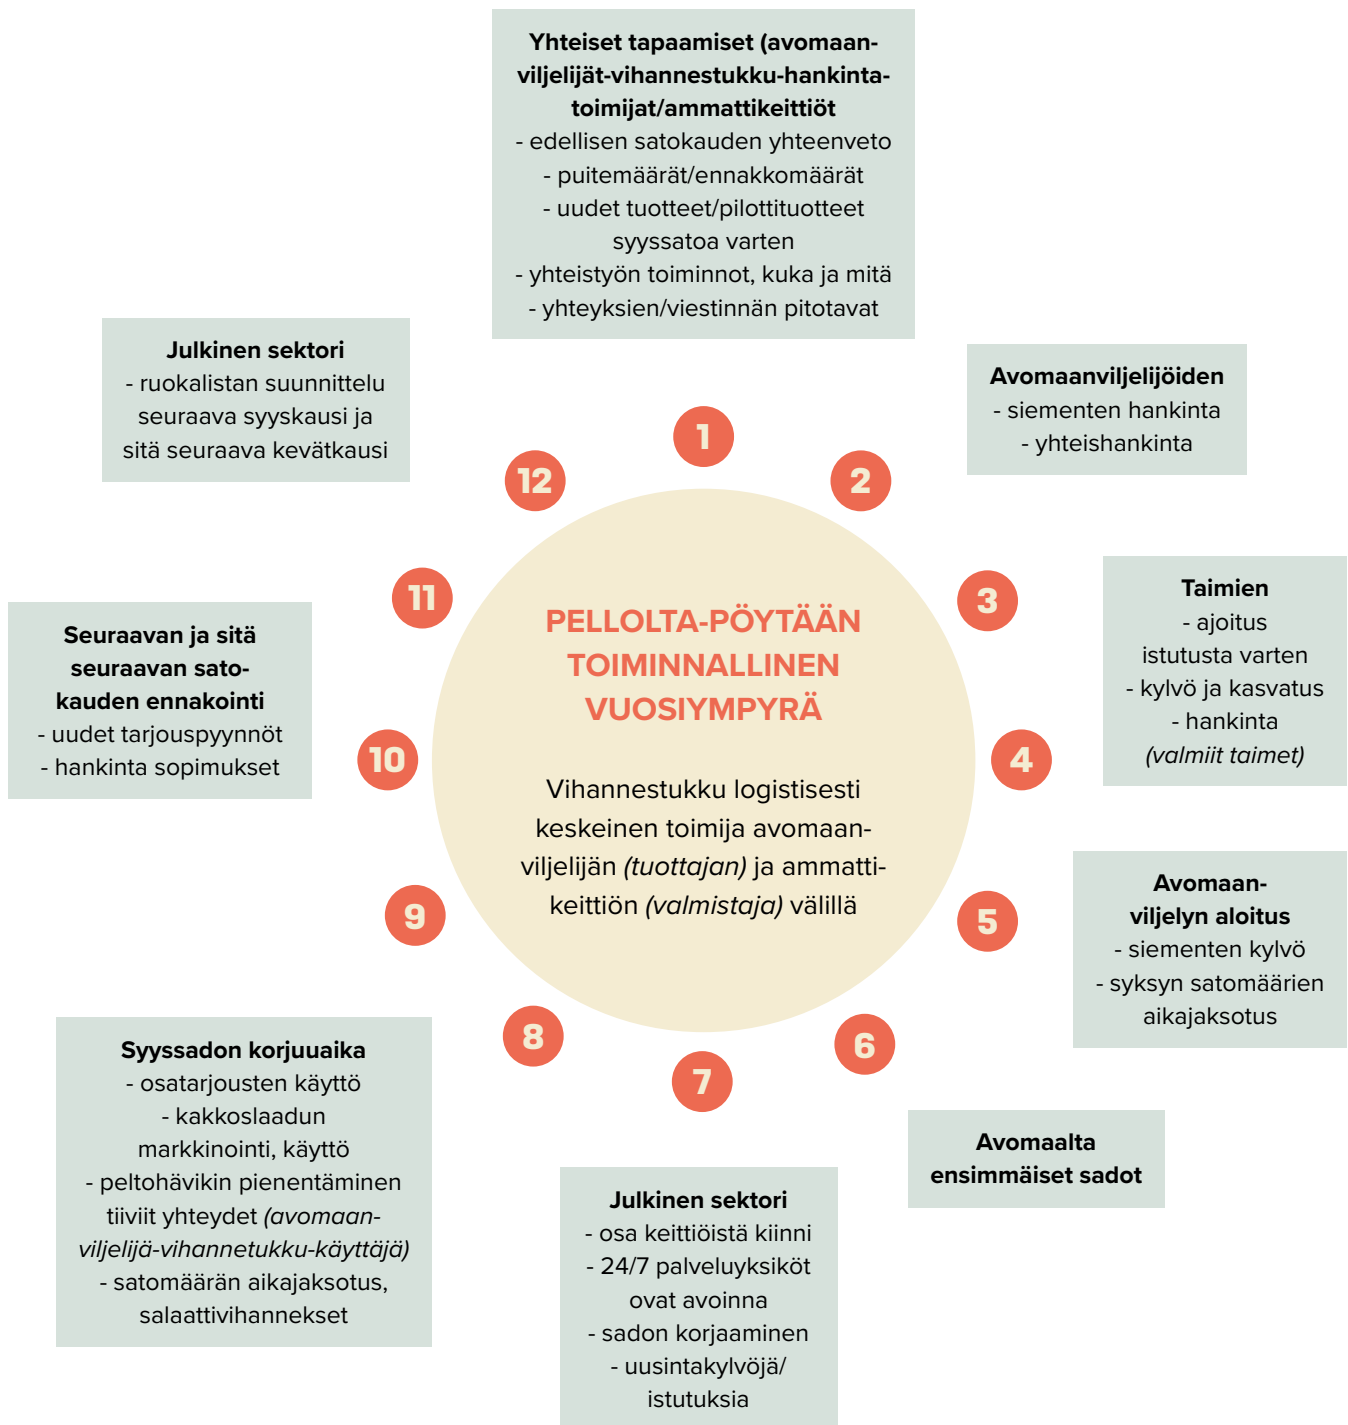 Yhteiset tapaamiset (avomaan-
viljelijät-vihannestukku-hankinta-
toimijat/ammattikeittiöt
- edellisen satokauden yhteenveto
- puitemäärät/ennakkomäärät
- uudet tuotteet/pilottituotteet
syyssatoa varten
- yhteistyön toiminnot, kuka ja mitä
- yhteyksien/viestinnän pitotavat
Avomaanviljelijöiden
- siementen hankinta
- yhteishankinta
Taimien
- ajoitus
istutusta varten
- kylvö ja kasvatus
- hankinta
(valmiit taimet)
Avomaan-
viljelyn aloitus
- siementen kylvö
- syksyn satomäärien
aikajaksotus
Avomaalta
ensimmäiset sadot
Julkinen sektori
- osa keittiöistä kiinni
- 24/7 palveluyksiköt
ovat avoinna
- sadon korjaaminen
- uusintakylvöjä/
istutuksia
Syyssadon korjuuaika
- osatarjousten käyttö
- kakkoslaadun
markkinointi, käyttö
- peltohävikin pienentäminen
tiiviit yhteydet (avomaan-
viljelijä-vihannetukku-käyttäjä)
- satomäärän aikajaksotus,
salaattivihannekset
Seuraavan ja sitä
seuraavan sato-
kauden ennakointi
- uudet tarjouspyynnöt
- hankinta sopimukset
Julkinen sektori
- ruokalistan suunnittelu
seuraava syyskausi ja
sitä seuraava kevätkausi
1
2
3
4
5
6
7
8
9
10
11
12
PELLOLTA-PÖYTÄÄN
TOIMINNALLINEN
VUOSIYMPYRÄ
Vihannestukku logistisesti
keskeinen toimija avomaan-
viljelijän (tuottajan) ja ammatti-
keittiön (valmistaja) välillä